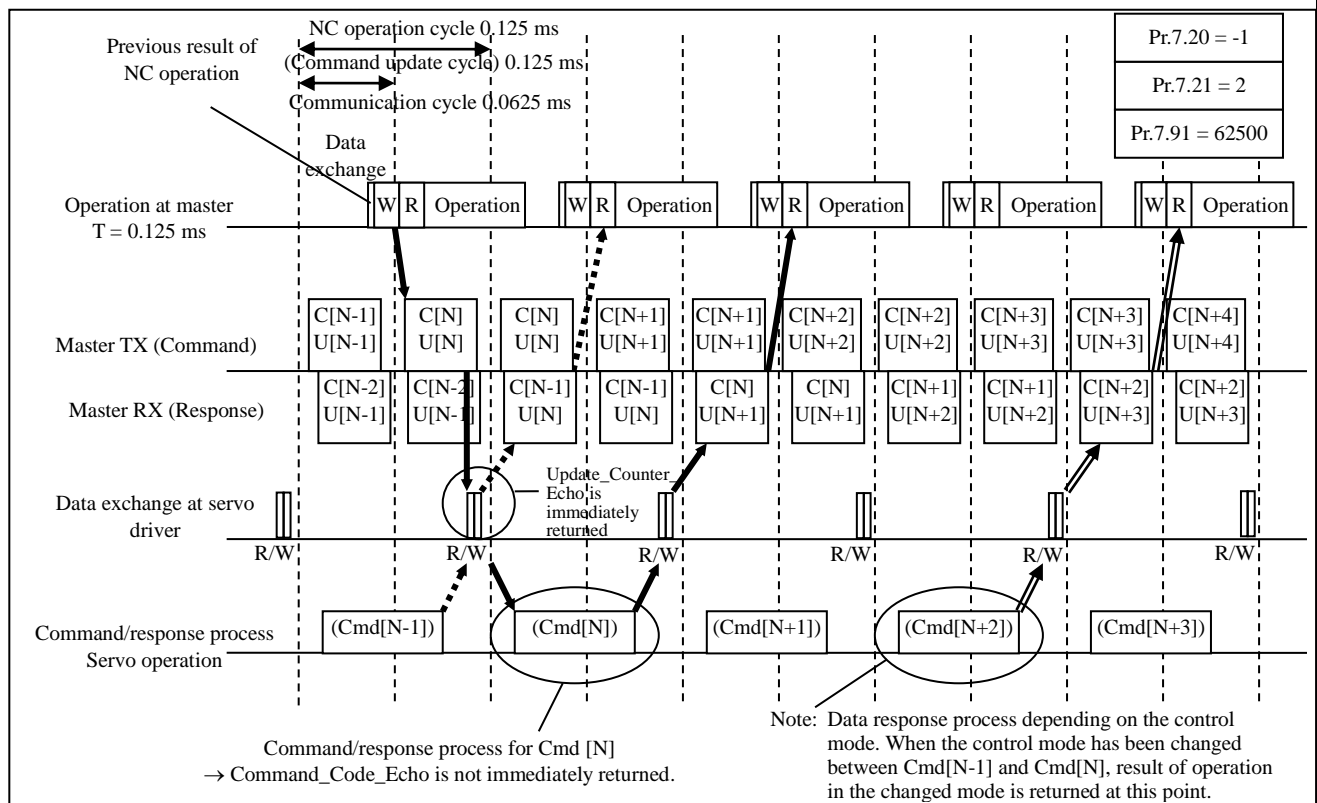 NC operation cycle 0.125 ms
(Command update cycle) 0.125 ms
Communication cycle 0.0625 ms
Previous result of
NC operation
Pr.7.20 = -1
Pr.7.21 = 2
Pr.7.91 = 62500
Data
exchange
Operation at master
T = 0.125 ms
W R Operation
W R Operation
W R Operation
W R Operation
W R Operation
Master TX (Command)
C[N-1] C[N] C[N] C[N+1] C[N+1] C[N+2] C[N+2] C[N+3] C[N+3] C[N+4]
U[N-1] U[N] U[N] U[N+1] U[N+1] U[N+2] U[N+2] U[N+3] U[N+3] U[N+4]
Master RX (Response)
C[N-2] C[N-2] C[N-1] C[N-1] C[N] C[N] C[N+1] C[N+1] C[N+2] C[N+2]
U[N-1] U[N-1] U[N] U[N] U[N+1] U[N+1] U[N+2] U[N+2] U[N+3] U[N+3]
Update_Counter_
Echo is
immediately
returned
Data exchange at servo
driver
R/W R/W R/W R/W R/W R/W
Command/response process
Servo operation
(Cmd[N-1]) (Cmd[N]) (Cmd[N+1]) (Cmd[N+2]) (Cmd[N+3])
Command/response process for Cmd [N]
→ Command_Code_Echo is not immediately returned.
Note: Data response process depending on the control
mode. When the control mode has been changed
between Cmd[N-1] and Cmd[N], result of operation
in the changed mode is returned at this point.